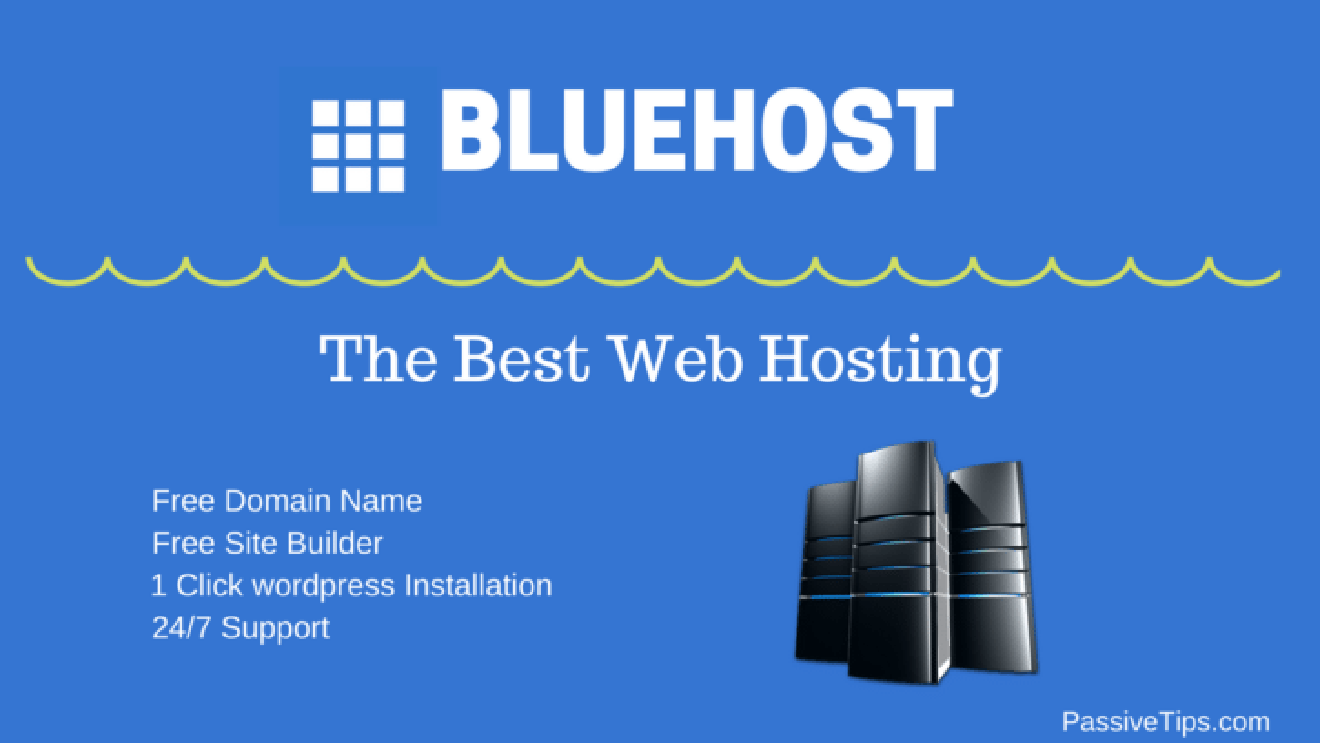 BLUEHOST
The Best Web Hosting
Free Domain Name
Free Site Builder
1 Click wordpress Installation
24/7 Support
PassiveTips.com